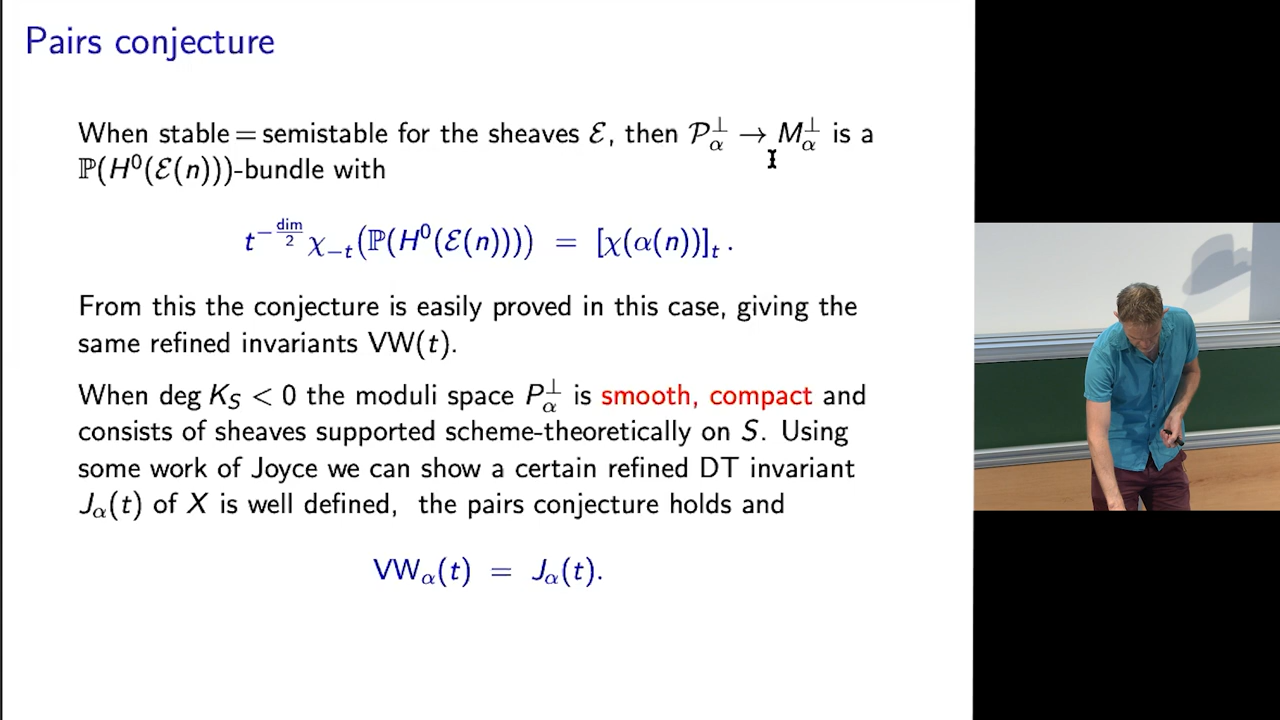 Pairs conjecture
When stable = semistable for the sheaves ℰ, then 𝒫_α^⊥ → M_α^⊥ is a
ℙ(H⁰(ℰ(n)))-bundle with
t^{-dim/2} χ_{-t}(ℙ(H⁰(ℰ(n)))) = [χ(α(n))]_t .
From this the conjecture is easily proved in this case, giving the
same refined invariants VW(t).
When deg K_S < 0 the moduli space P_α^⊥ is smooth, compact and
consists of sheaves supported scheme-theoretically on S. Using
some work of Joyce we can show a certain refined DT invariant
J_α(t) of X is well defined, the pairs conjecture holds and
VW_α(t) = J_α(t).